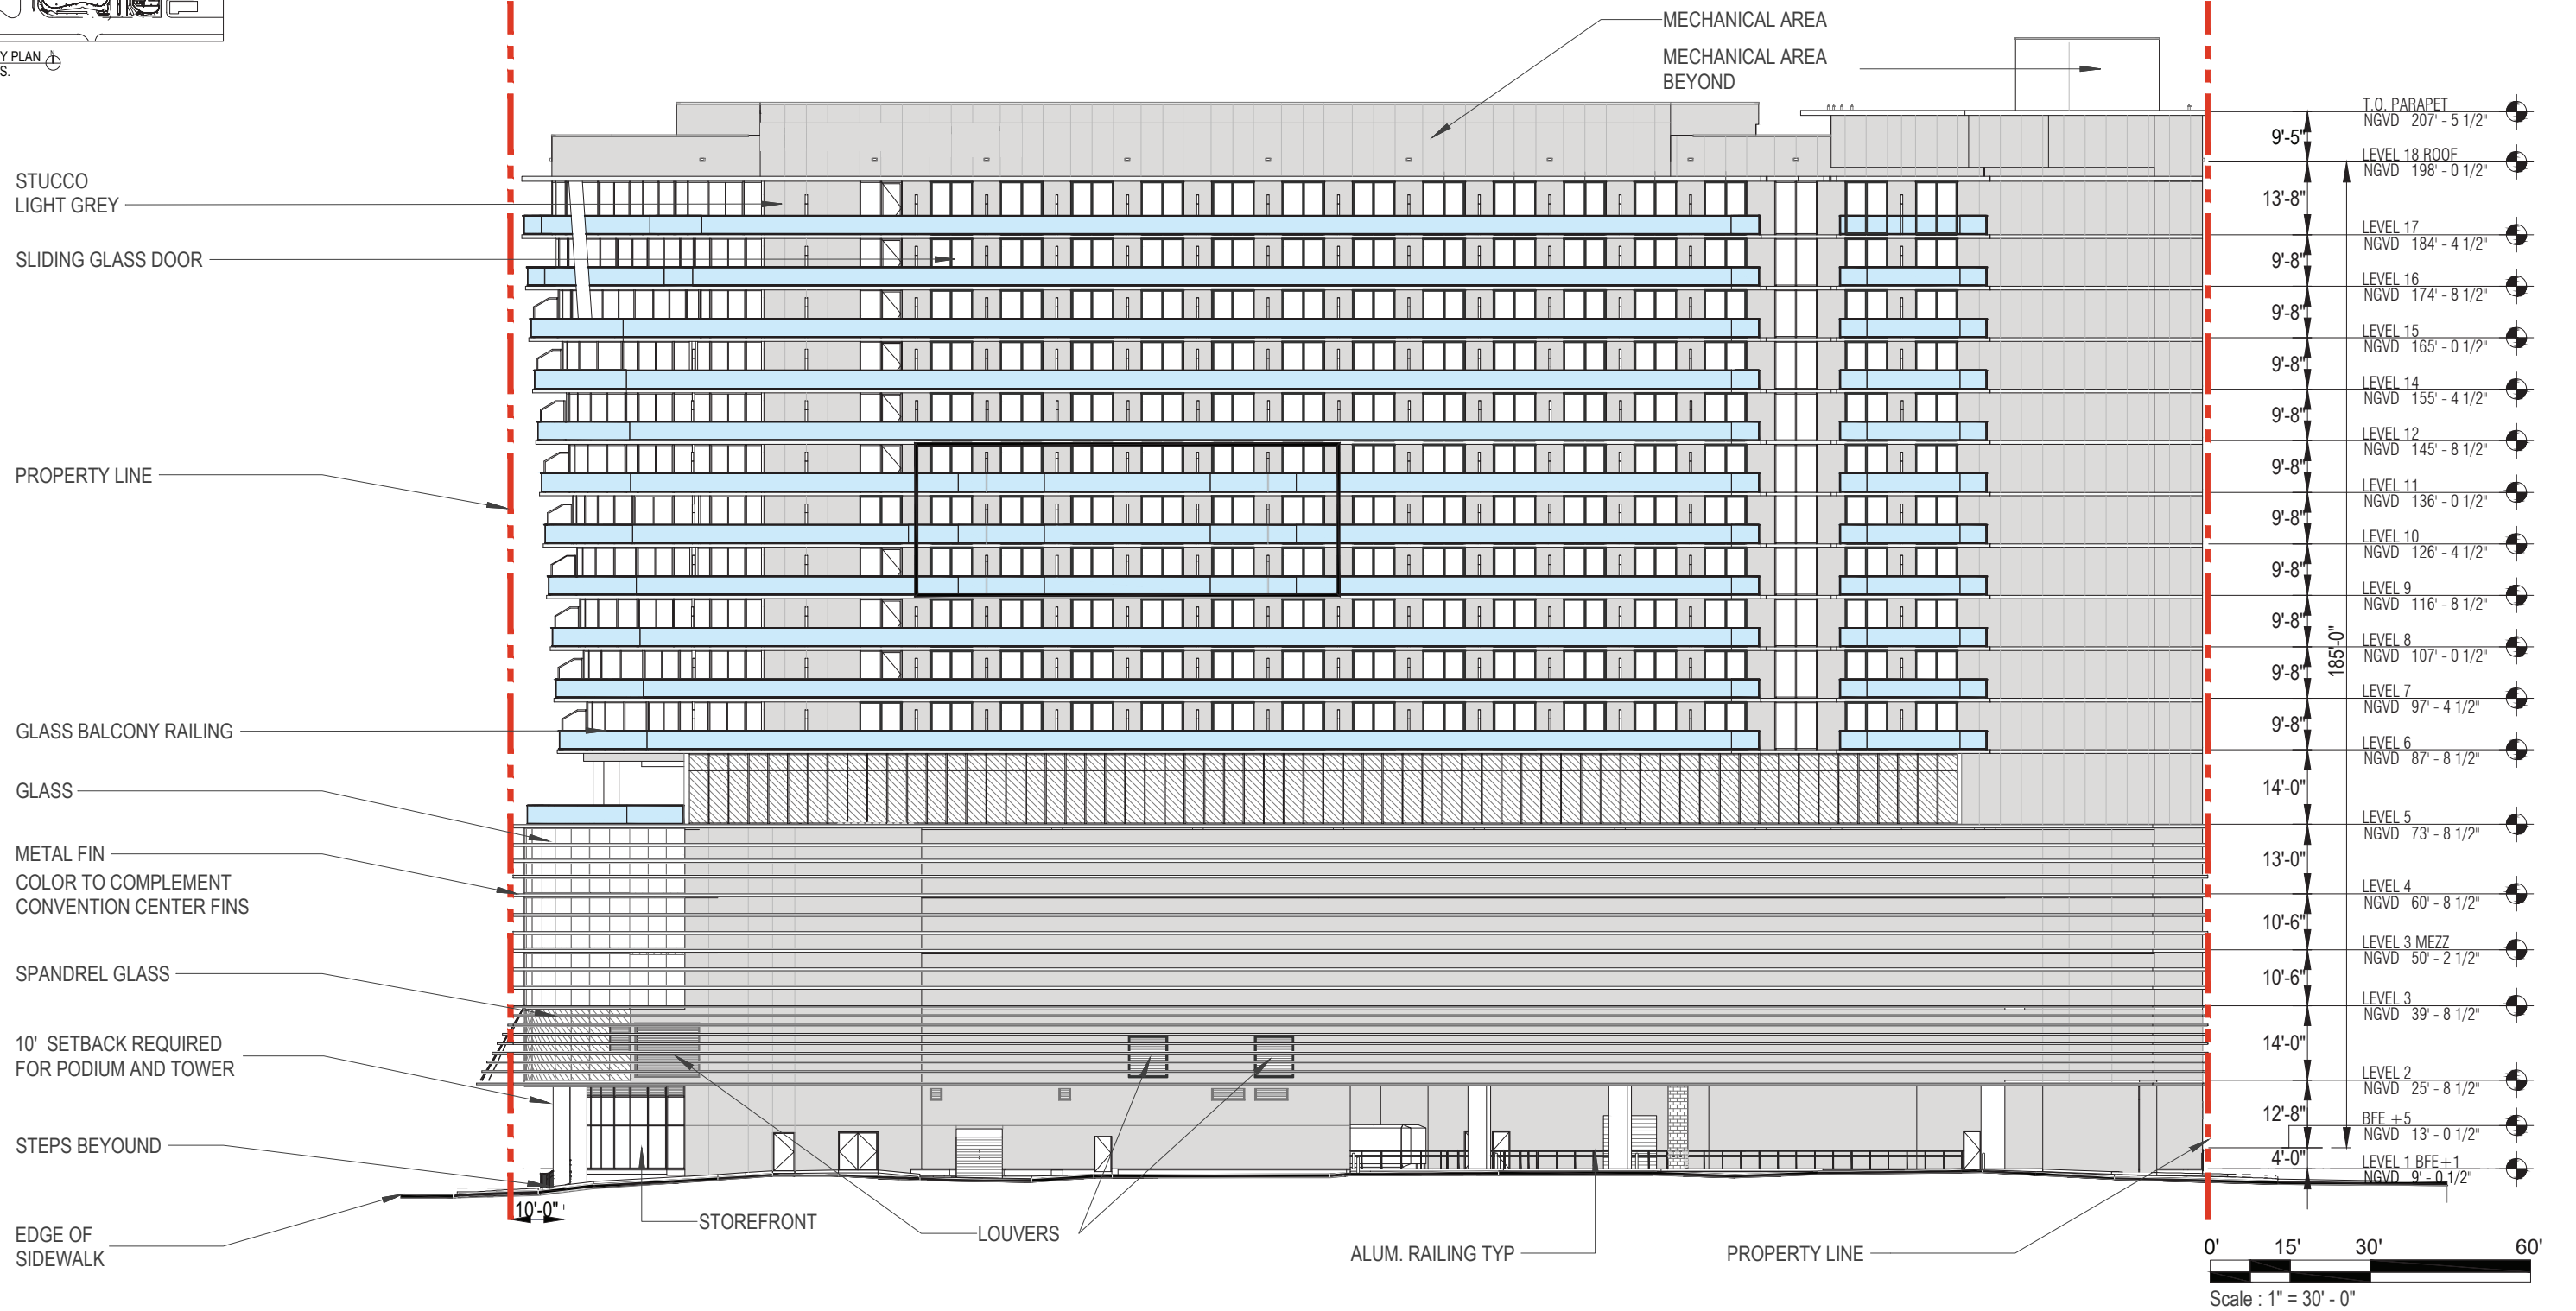 Y PLAN
S.
N
MECHANICAL AREA
MECHANICAL AREA
BEYOND
STUCCO
LIGHT GREY
SLIDING GLASS DOOR
PROPERTY LINE
GLASS BALCONY RAILING
GLASS
METAL FIN
COLOR TO COMPLEMENT
CONVENTION CENTER FINS
SPANDREL GLASS
10' SETBACK REQUIRED
FOR PODIUM AND TOWER
STEPS BEYOUND
EDGE OF
SIDEWALK
10'-0"
STOREFRONT
LOUVERS
ALUM. RAILING TYP
PROPERTY LINE
T.O. PARAPET
NGVD 207' - 5 1/2"
9'-5"
LEVEL 18 ROOF
NGVD 198' - 0 1/2"
13'-8"
LEVEL 17
NGVD 184' - 4 1/2"
9'-8"
LEVEL 16
NGVD 174' - 8 1/2"
9'-8"
LEVEL 15
NGVD 165' - 0 1/2"
9'-8"
LEVEL 14
NGVD 155' - 4 1/2"
9'-8"
LEVEL 12
NGVD 145' - 8 1/2"
9'-8"
LEVEL 11
NGVD 136' - 0 1/2"
9'-8"
LEVEL 10
NGVD 126' - 4 1/2"
9'-8"
LEVEL 9
NGVD 116' - 8 1/2"
9'-8"
LEVEL 8
NGVD 107' - 0 1/2"
9'-8"
185'-0"
LEVEL 7
NGVD 97' - 4 1/2"
9'-8"
LEVEL 6
NGVD 87' - 8 1/2"
14'-0"
LEVEL 5
NGVD 73' - 8 1/2"
13'-0"
LEVEL 4
NGVD 60' - 8 1/2"
10'-6"
LEVEL 3 MEZZ
NGVD 50' - 2 1/2"
10'-6"
LEVEL 3
NGVD 39' - 8 1/2"
14'-0"
LEVEL 2
NGVD 25' - 8 1/2"
12'-8"
BFE +5
NGVD 13' - 0 1/2"
4'-0"
LEVEL 1 BFE+1
NGVD 9' - 0 1/2"
0' 15' 30' 60'
Scale : 1" = 30' - 0"